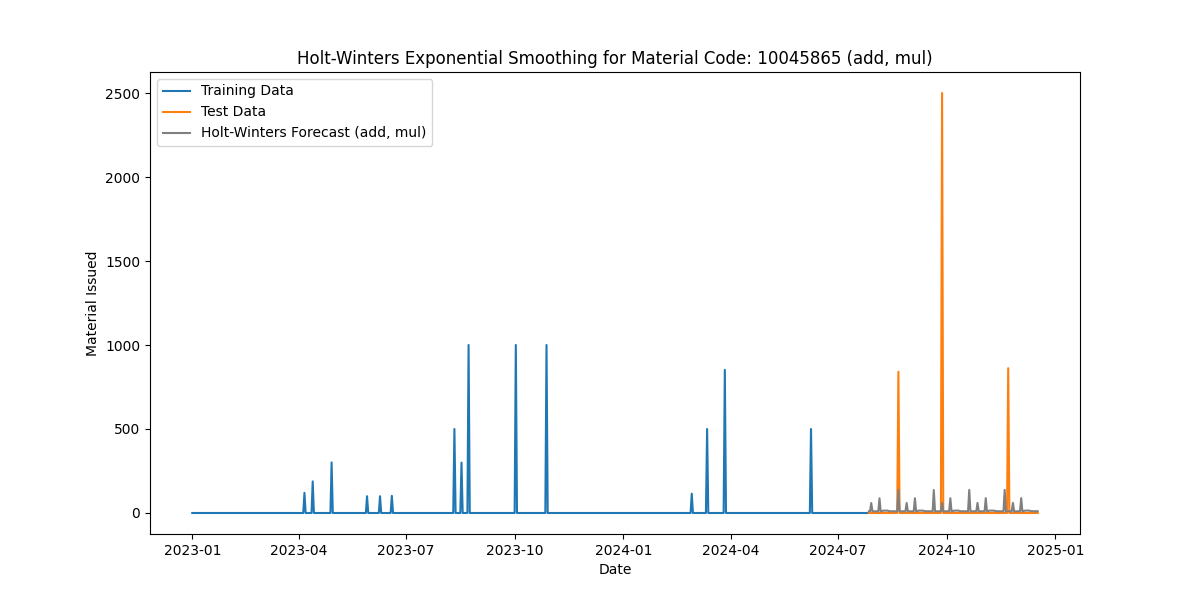 Holt-Winters Exponential Smoothing for Material Code: 10045865 (add, mul)
Training Data
Test Data
Holt-Winters Forecast (add, mul)
2500
2000
1500
1000
500
0
Material Issued
2023-01 2023-04 2023-07 2023-10 2024-01 2024-04 2024-07 2024-10 2025-01
Date